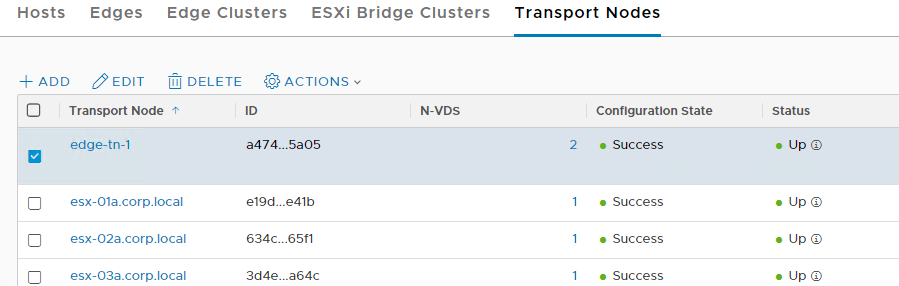 Hosts Edges Edge Clusters ESXi Bridge Clusters Transport Nodes
+ ADD EDIT DELETE ACTIONS
Transport Node ↑ ID N-VDS Configuration State Status
edge-tn-1 a474...5a05 2 Success Up
esx-01a.corp.local e19d...e41b 1 Success Up
esx-02a.corp.local 634c...65f1 1 Success Up
esx-03a.corp.local 3d4e...a64c 1 Success Up